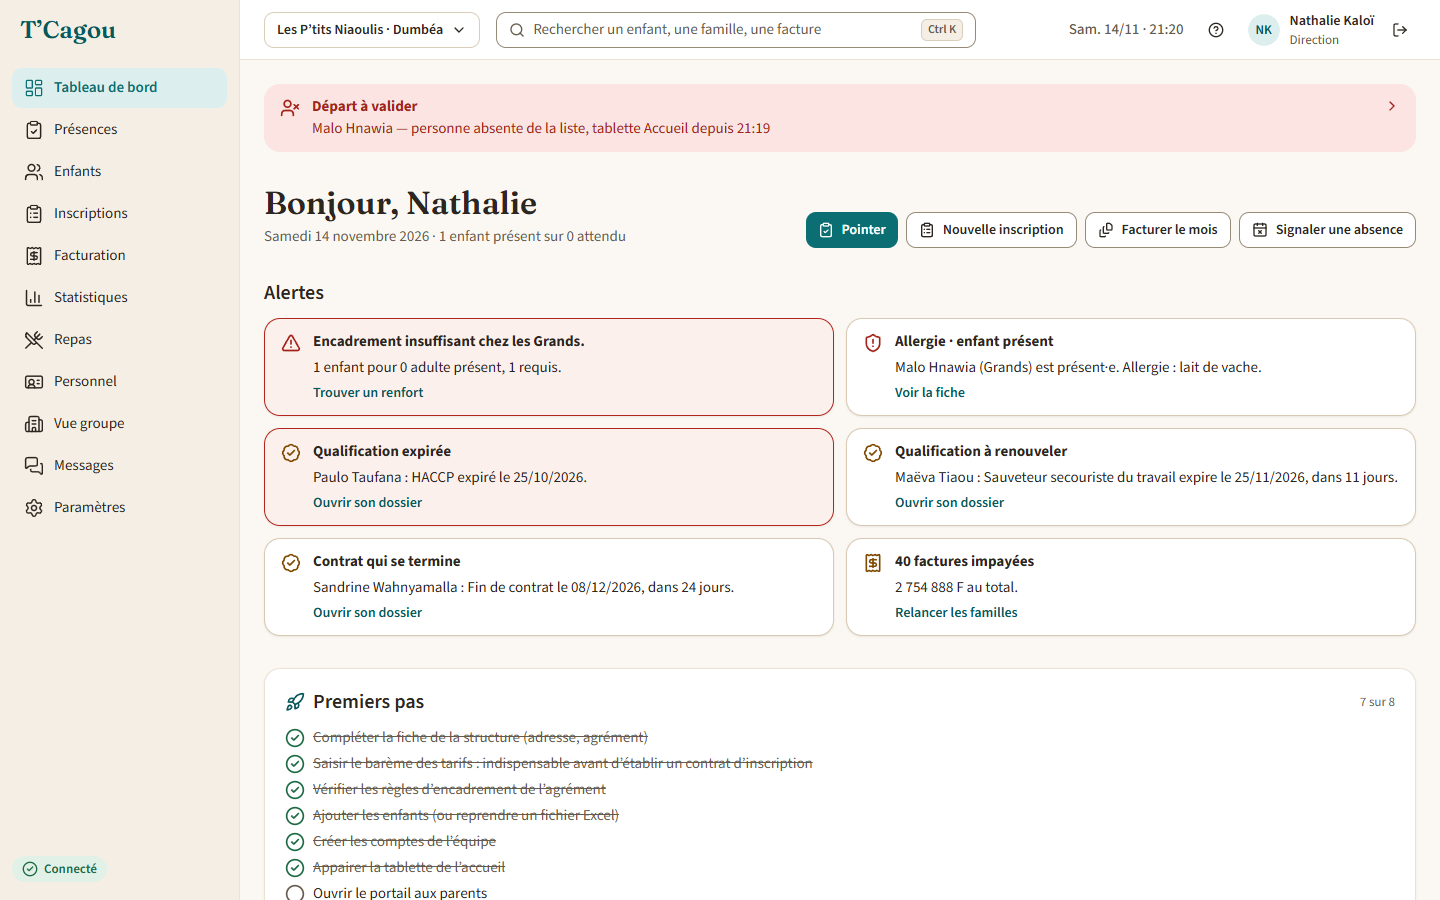 T'Cagou
Tableau de bord
Présences
Enfants
Inscriptions
Facturation
Statistiques
Repas
Personnel
Vue groupe
Messages
Paramètres
Connecté
Les P'tits Niaoulis · Dumbéa
Rechercher un enfant, une famille, une facture
Ctrl K
Sam. 14/11 · 21:20
NK
Nathalie Kaloï
Direction
Départ à valider
Malo Hnawia — personne absente de la liste, tablette Accueil depuis 21:19
Bonjour, Nathalie
Samedi 14 novembre 2026 · 1 enfant présent sur 0 attendu
Pointer
Nouvelle inscription
Facturer le mois
Signaler une absence
Alertes
Encadrement insuffisant chez les Grands.
1 enfant pour 0 adulte présent, 1 requis.
Trouver un renfort
Allergie · enfant présent
Malo Hnawia (Grands) est présent·e. Allergie : lait de vache.
Voir la fiche
Qualification expirée
Paulo Taufana : HACCP expiré le 25/10/2026.
Ouvrir son dossier
Qualification à renouveler
Maëva Tiaou : Sauveteur secouriste du travail expire le 25/11/2026, dans 11 jours.
Ouvrir son dossier
Contrat qui se termine
Sandrine Wahnyamalla : Fin de contrat le 08/12/2026, dans 24 jours.
Ouvrir son dossier
40 factures impayées
2 754 888 F au total.
Relancer les familles
Premiers pas
7 sur 8
Compléter la fiche de la structure (adresse, agrément)
Saisir le barème des tarifs : indispensable avant d'établir un contrat d'inscription
Vérifier les règles d'encadrement de l'agrément
Ajouter les enfants (ou reprendre un fichier Excel)
Créer les comptes de l'équipe
Appairer la tablette de l'accueil
Ouvrir le portail aux parents